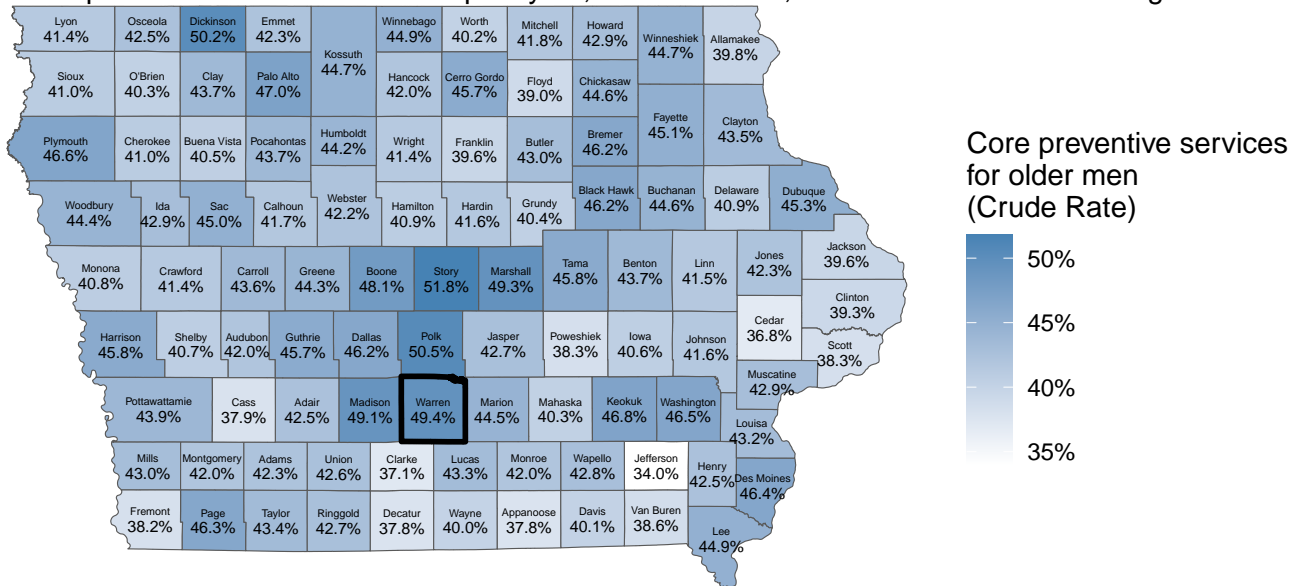 Lyon
41.4%
Osceola
42.5%
Dickinson
50.2%
Emmet
42.3%
Kossuth
44.7%
Winnebago
44.9%
Worth
40.2%
Mitchell
41.8%
Howard
42.9%
Winneshiek
44.7%
Allamakee
39.8%
Sioux
41.0%
O'Brien
40.3%
Clay
43.7%
Palo Alto
47.0%
Hancock
42.0%
Cerro Gordo
45.7%
Floyd
39.0%
Chickasaw
44.6%
Fayette
45.1%
Clayton
43.5%
Plymouth
46.6%
Cherokee
41.0%
Buena Vista
40.5%
Pocahontas
43.7%
Humboldt
44.2%
Wright
41.4%
Franklin
39.6%
Butler
43.0%
Bremer
46.2%
Woodbury
44.4%
Ida
42.9%
Sac
45.0%
Calhoun
41.7%
Webster
42.2%
Hamilton
40.9%
Hardin
41.6%
Grundy
40.4%
Black Hawk
46.2%
Buchanan
44.6%
Delaware
40.9%
Dubuque
45.3%
Monona
40.8%
Crawford
41.4%
Carroll
43.6%
Greene
44.3%
Boone
48.1%
Story
51.8%
Marshall
49.3%
Tama
45.8%
Benton
43.7%
Linn
41.5%
Jones
42.3%
Jackson
39.6%
Clinton
39.3%
Harrison
45.8%
Shelby
40.7%
Audubon
42.0%
Guthrie
45.7%
Dallas
46.2%
Polk
50.5%
Jasper
42.7%
Poweshiek
38.3%
Iowa
40.6%
Johnson
41.6%
Cedar
36.8%
Scott
38.3%
Muscatine
42.9%
Pottawattamie
43.9%
Cass
37.9%
Adair
42.5%
Madison
49.1%
Warren
49.4%
Marion
44.5%
Mahaska
40.3%
Keokuk
46.8%
Washington
46.5%
Louisa
43.2%
Mills
43.0%
Montgomery
42.0%
Adams
42.3%
Union
42.6%
Clarke
37.1%
Lucas
43.3%
Monroe
42.0%
Wapello
42.8%
Jefferson
34.0%
Henry
42.5%
Des Moines
46.4%
Fremont
38.2%
Page
46.3%
Taylor
43.4%
Ringgold
42.7%
Decatur
37.8%
Wayne
40.0%
Appanoose
37.8%
Davis
40.1%
Van Buren
38.6%
Lee
44.9%
Core preventive services
for older men
(Crude Rate)
50%
45%
40%
35%